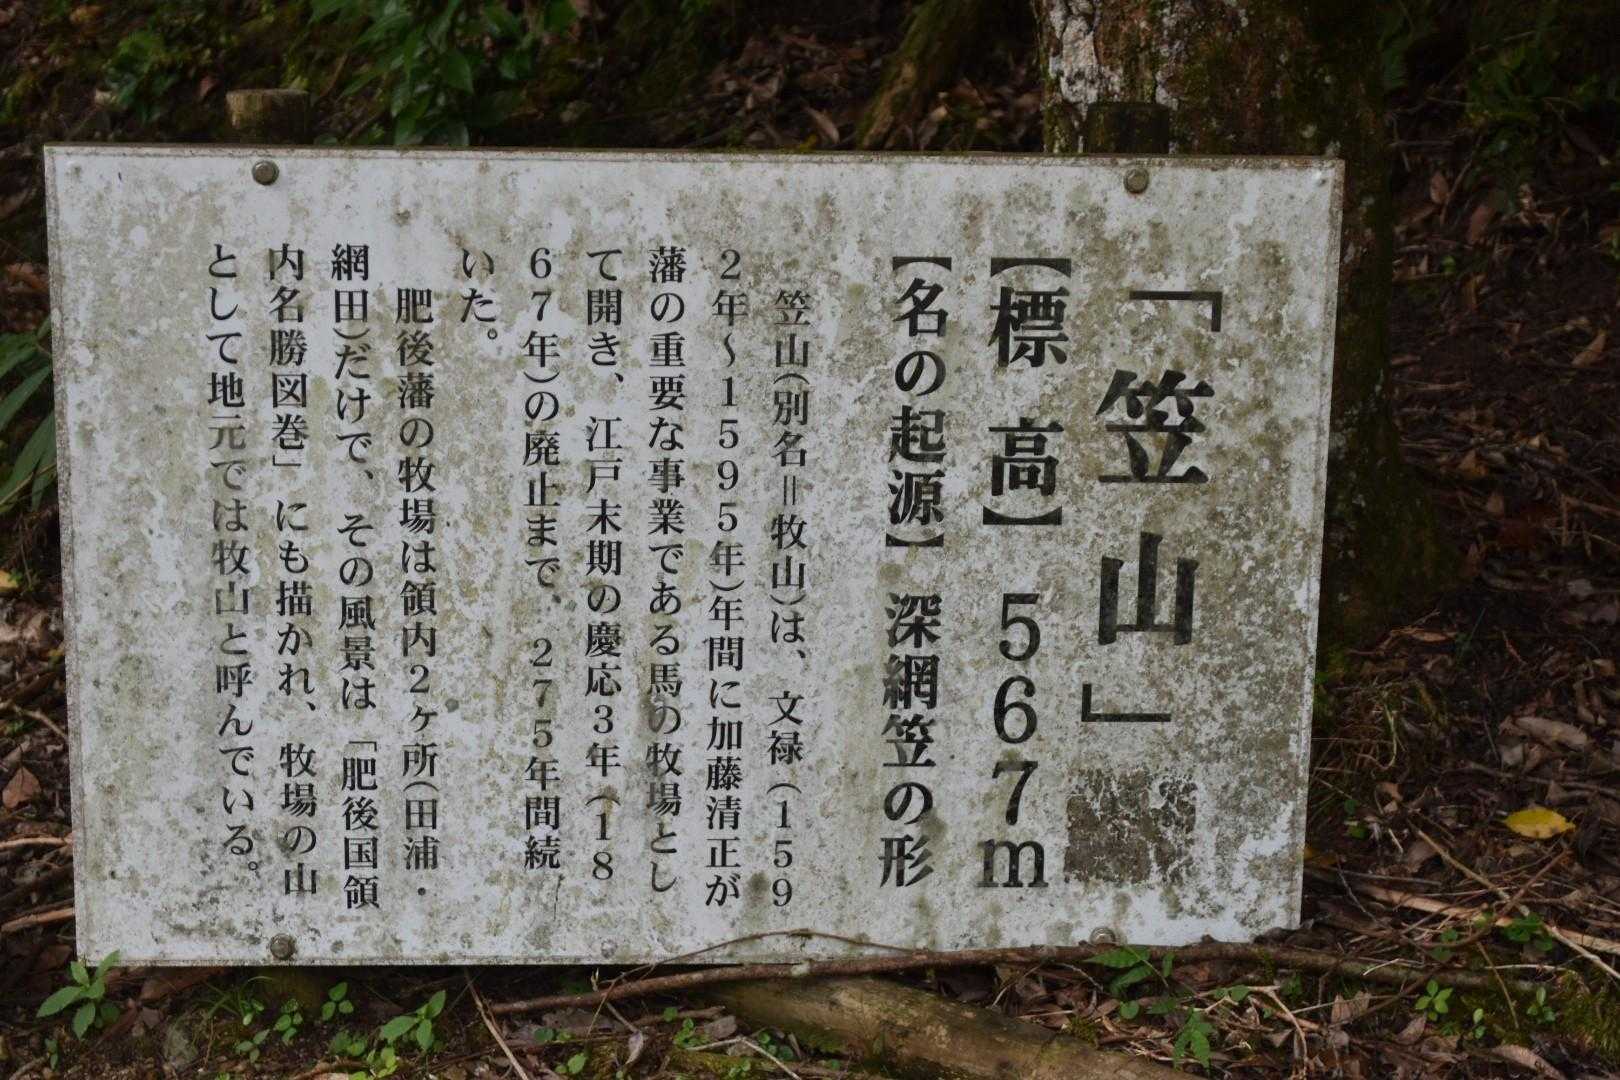 「笠山」
【標高】567m
【名の起源】深網笠の形
笠山(別名=牧山)は、文禄(159
2年～1595年)年間に加藤清正が
藩の重要な事業である馬の牧場とし
て開き、江戸末期の慶応3年(18
67年)の廃止まで、275年間続
いた。
肥後藩の牧場は領内2ヶ所(田浦・
網田)だけで、その風景は「肥後国領
内名勝図巻」にも描かれ、牧場の山
として地元では牧山と呼んでいる。